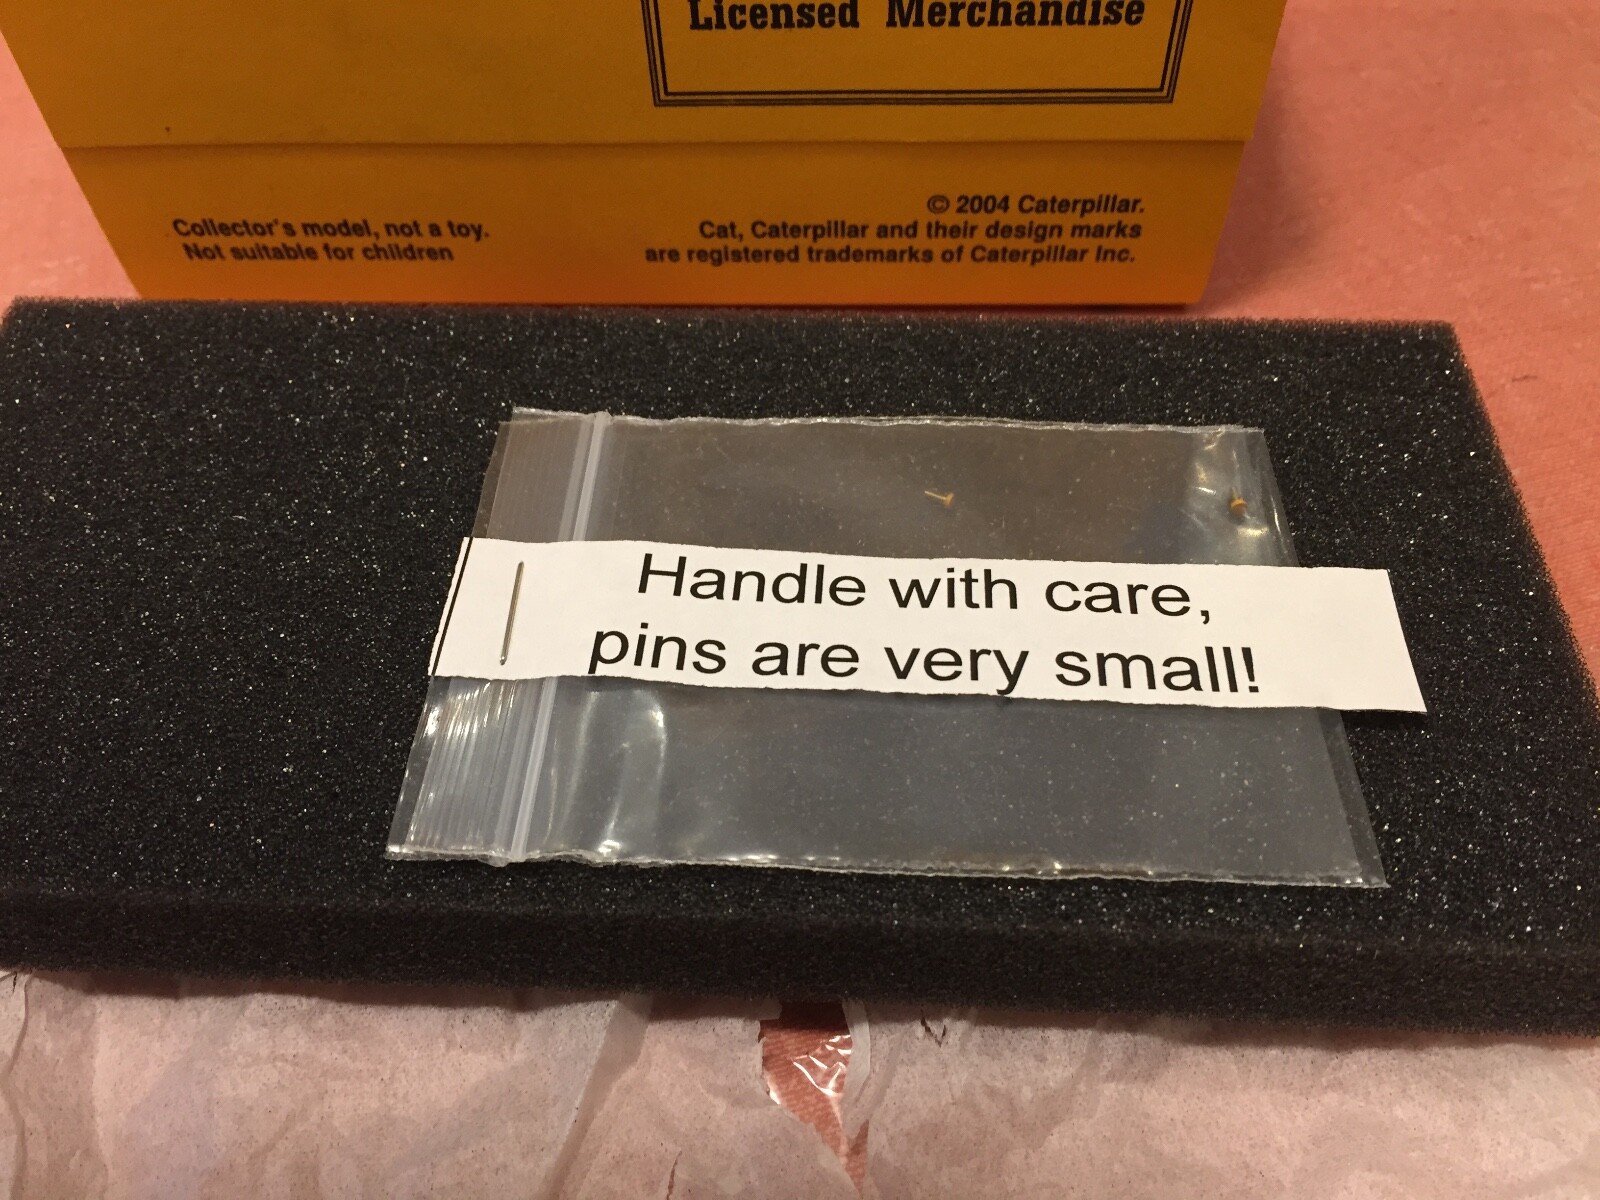 Licensed Merchandise
Collector's model, not a toy.
Not suitable for children
© 2004 Caterpillar.
Cat, Caterpillar and their design marks
are registered trademarks of Caterpillar Inc.
Handle with care,
pins are very small!